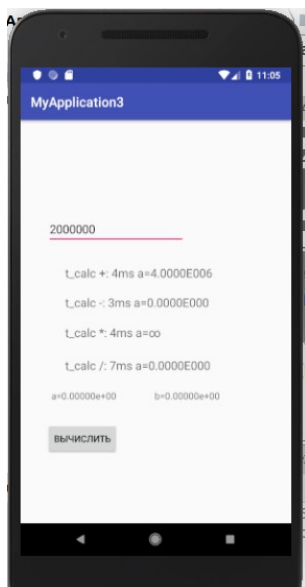 11:05
MyApplication3
2000000
t_calc +: 4ms a=4.0000E006
t_calc -: 3ms a=0.0000E000
t_calc *: 4ms a=∞
t_calc /: 7ms a=0.0000E000
a=0.00000e+00 b=0.00000e+00
ВЫЧИСЛИТЬ